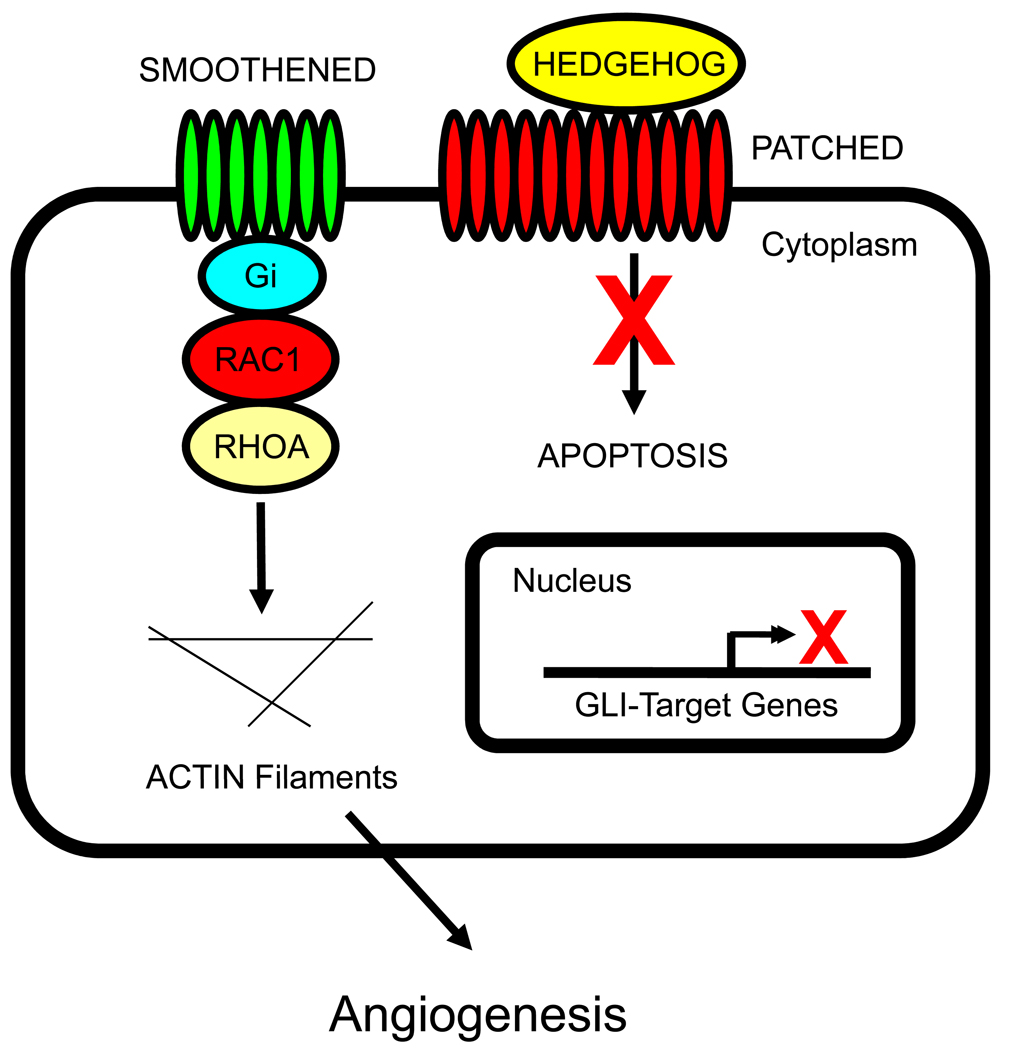 SMOOTHENED
HEDGEHOG
PATCHED
Cytoplasm
Gi
RAC1
RHOA
X
APOPTOSIS
Nucleus
X
GLI-Target Genes
ACTIN Filaments
Angiogenesis